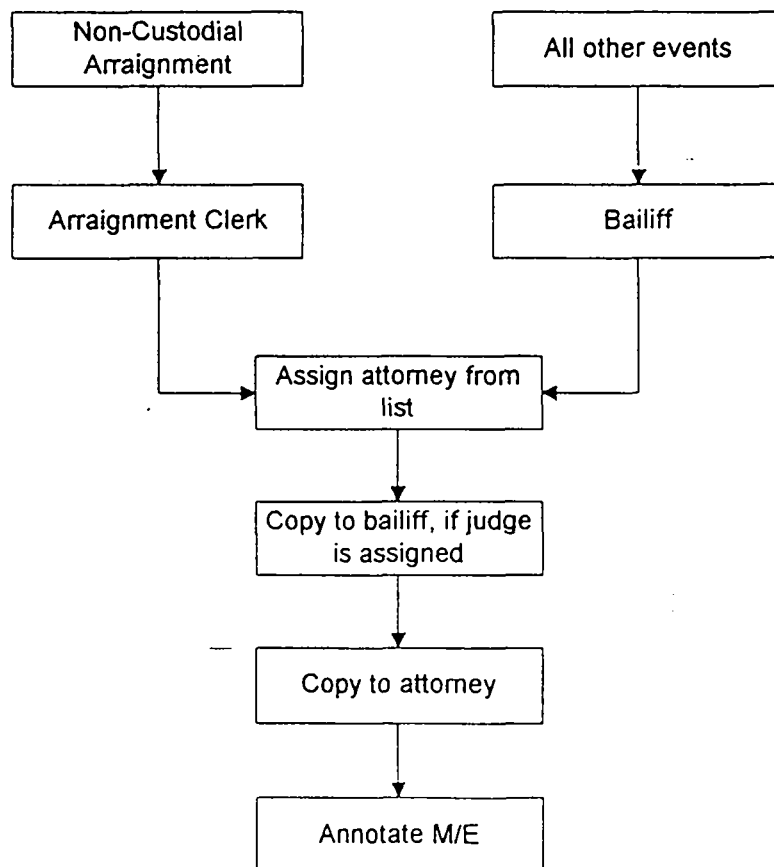 Non-Custodial
Arraignment
All other events
Arraignment Clerk
Bailiff
Assign attorney from
list
Copy to bailiff, if judge
is assigned
Copy to attorney
Annotate M/E